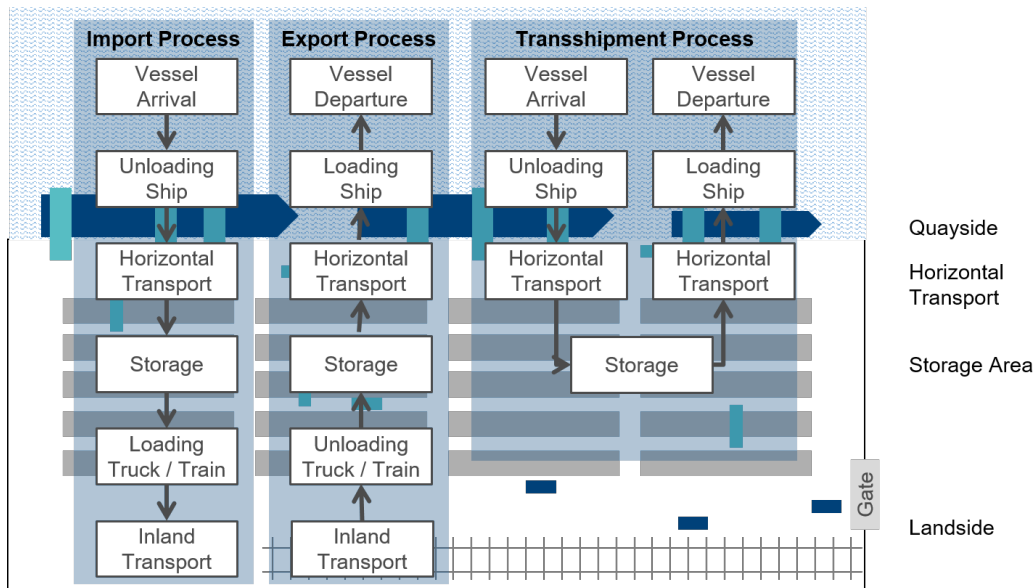 Import Process
Export Process
Transshipment Process
Vessel
Arrival
Vessel
Departure
Vessel
Arrival
Vessel
Departure
Unloading
Ship
Loading
Ship
Unloading
Ship
Loading
Ship
Quayside
Horizontal
Transport
Horizontal
Transport
Horizontal
Transport
Horizontal
Transport
Horizontal
Transport
Storage
Storage
Storage
Storage Area
Loading
Truck / Train
Unloading
Truck / Train
Gate
Inland
Transport
Inland
Transport
Landside